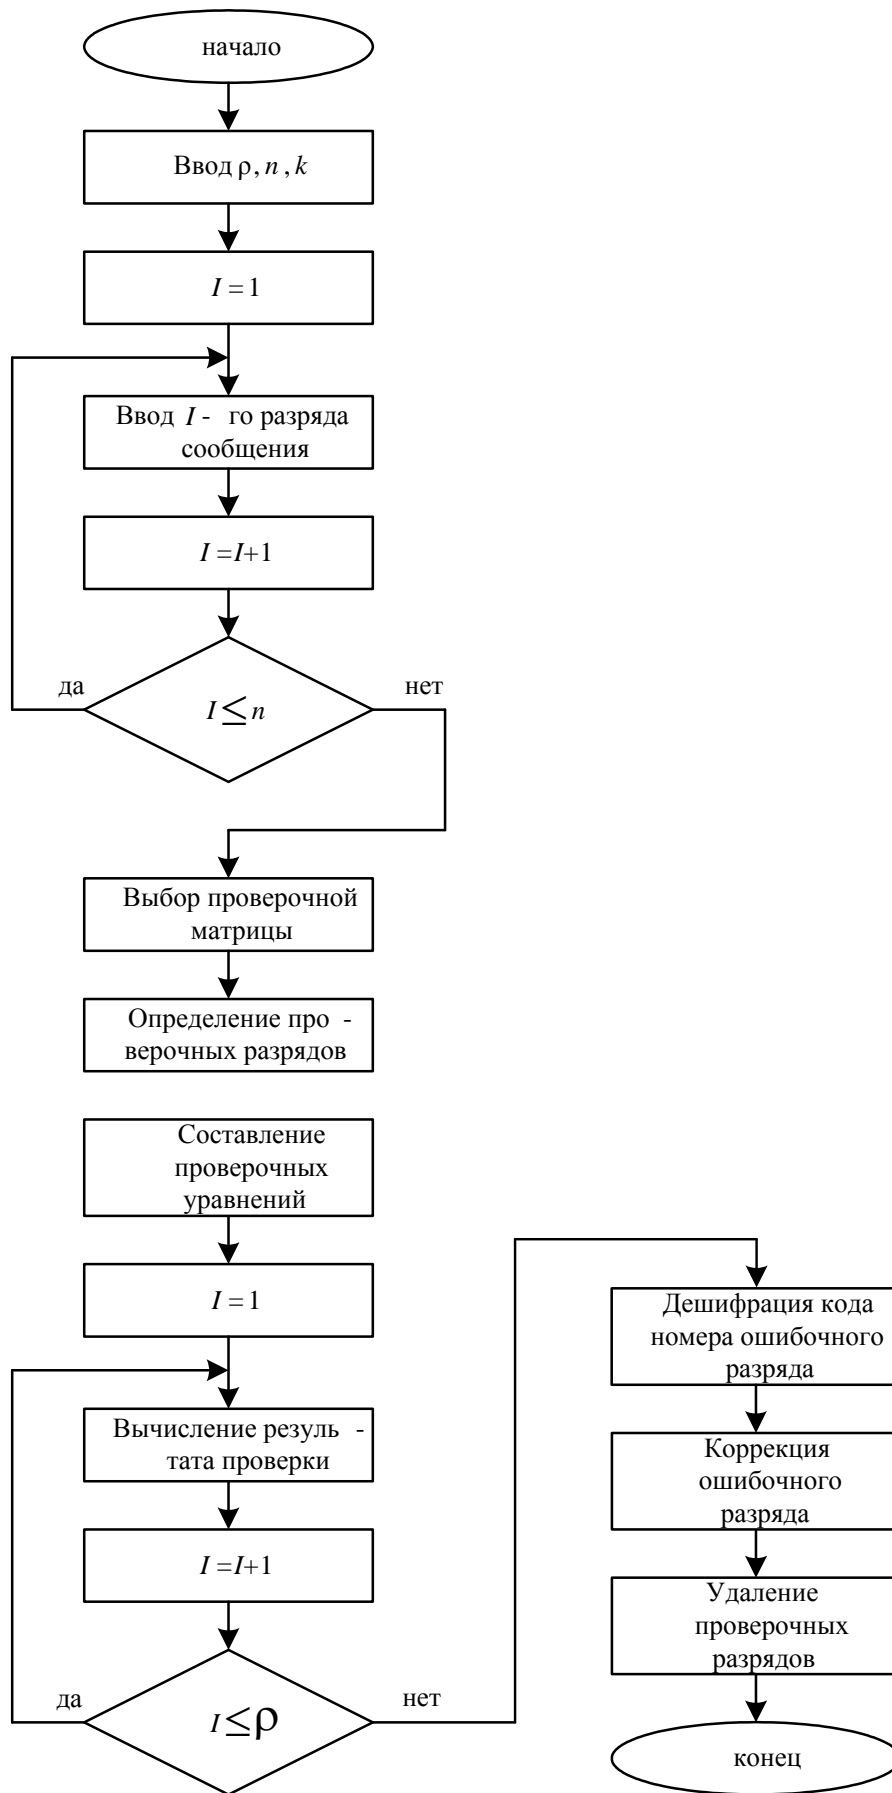 начало
Ввод ρ, n , k
I = 1
Ввод I - го разряда
сообщения
I =I+1
да
нет
I ≤ n
Выбор проверочной
матрицы
Определение про -
верочных разрядов
Составление
проверочных
уравнений
I = 1
Вычисление резуль -
тата проверки
I =I+1
да
нет
I ≤ρ
Дешифрация кода
номера ошибочного
разряда
Коррекция
ошибочного
разряда
Удаление
проверочных
разрядов
конец